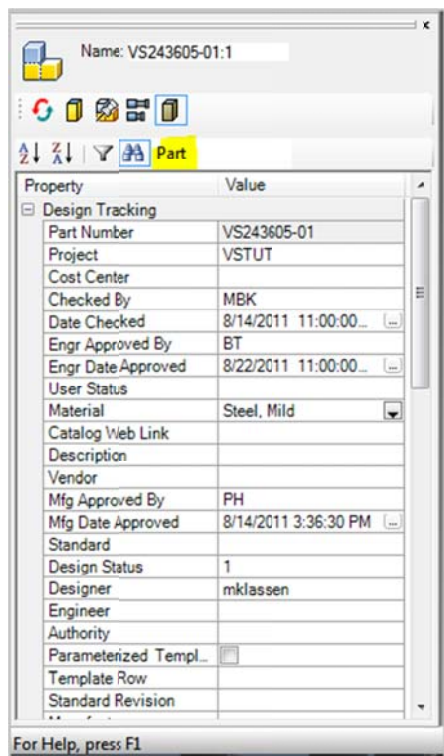 x
Name: VS243605-01:1
Part
Property Value
Design Tracking
Part Number VS243605-01
Project VSTUT
Cost Center
Checked By MBK
Date Checked 8/14/2011 11:00:00... ...
Engr Approved By BT
Engr Date Approved 8/22/2011 11:00:00... ...
User Status
Material Steel, Mild
Catalog Web Link
Description
Vendor
Mfg Approved By PH
Mfg Date Approved 8/14/2011 3:36:30 PM ...
Standard
Design Status 1
Designer mklassen
Engineer
Authority
Parameterized Templ...
Template Row
Standard Revision
For Help, press F1